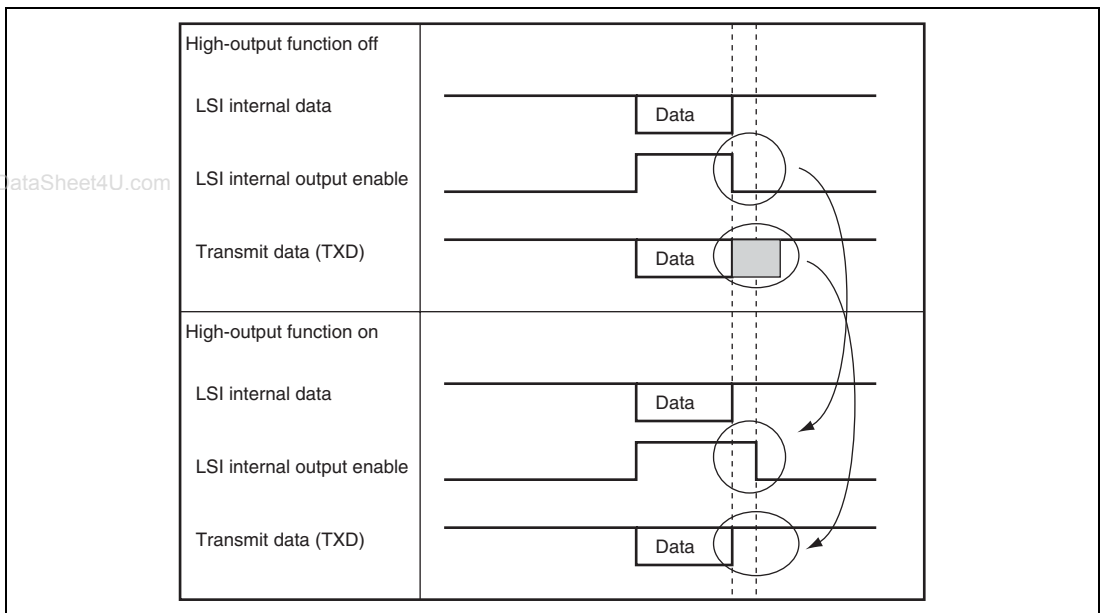 High-output function off
LSI internal data
Data
LSI internal output enable
DataSheet4U.com
Transmit data (TXD)
Data
High-output function on
LSI internal data
Data
LSI internal output enable
Transmit data (TXD)
Data